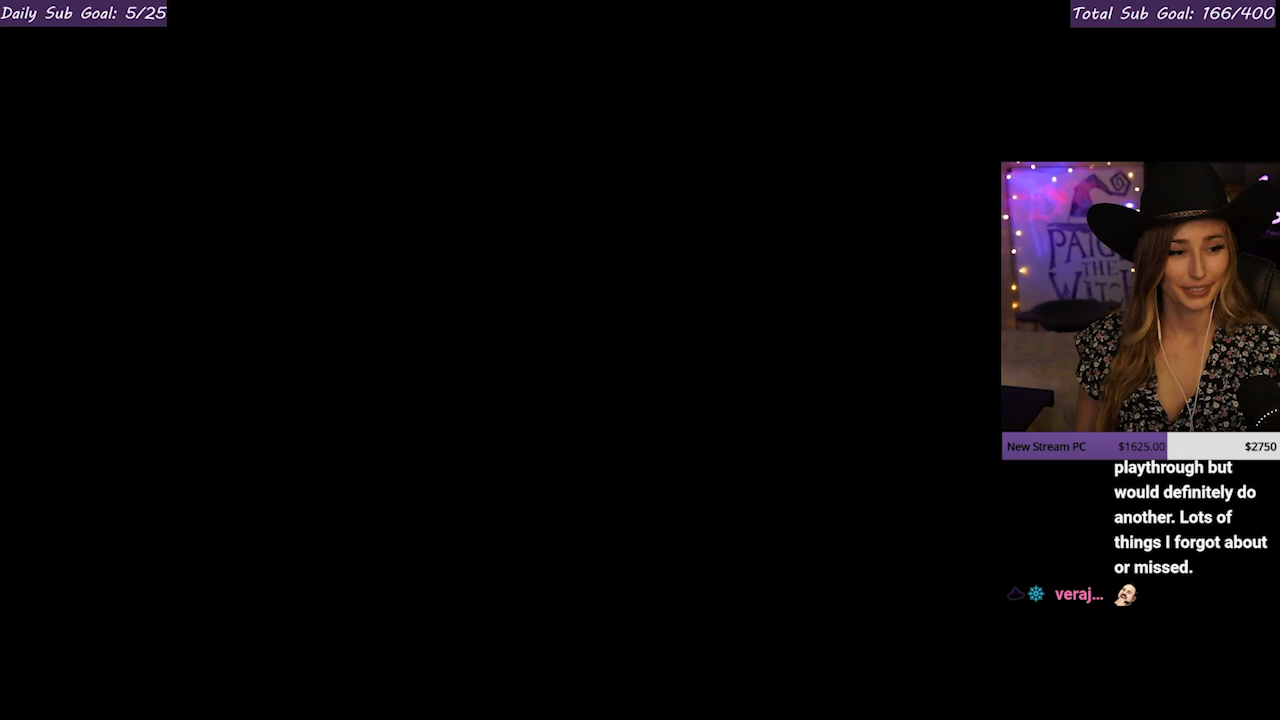 Daily Sub Goal: 5/25
Total Sub Goal: 166/400
THE
New Stream PC $1625.00 $2750
playthrough but
would definitely do
another. Lots of
things I forgot about
or missed.
veraj...